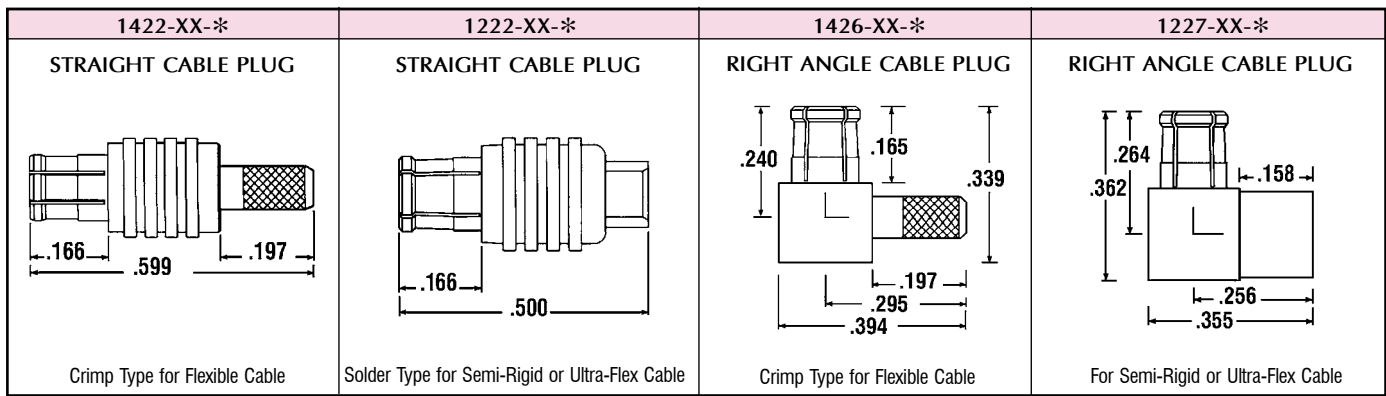 1422-XX-*
STRAIGHT CABLE PLUG
.166
.197
.599
Crimp Type for Flexible Cable
1222-XX-*
STRAIGHT CABLE PLUG
.166
.500
Solder Type for Semi-Rigid or Ultra-Flex Cable
1426-XX-*
RIGHT ANGLE CABLE PLUG
.240
.165
.339
.197
.295
.394
Crimp Type for Flexible Cable
1227-XX-*
RIGHT ANGLE CABLE PLUG
.264
.362
.158
.256
.355
For Semi-Rigid or Ultra-Flex Cable